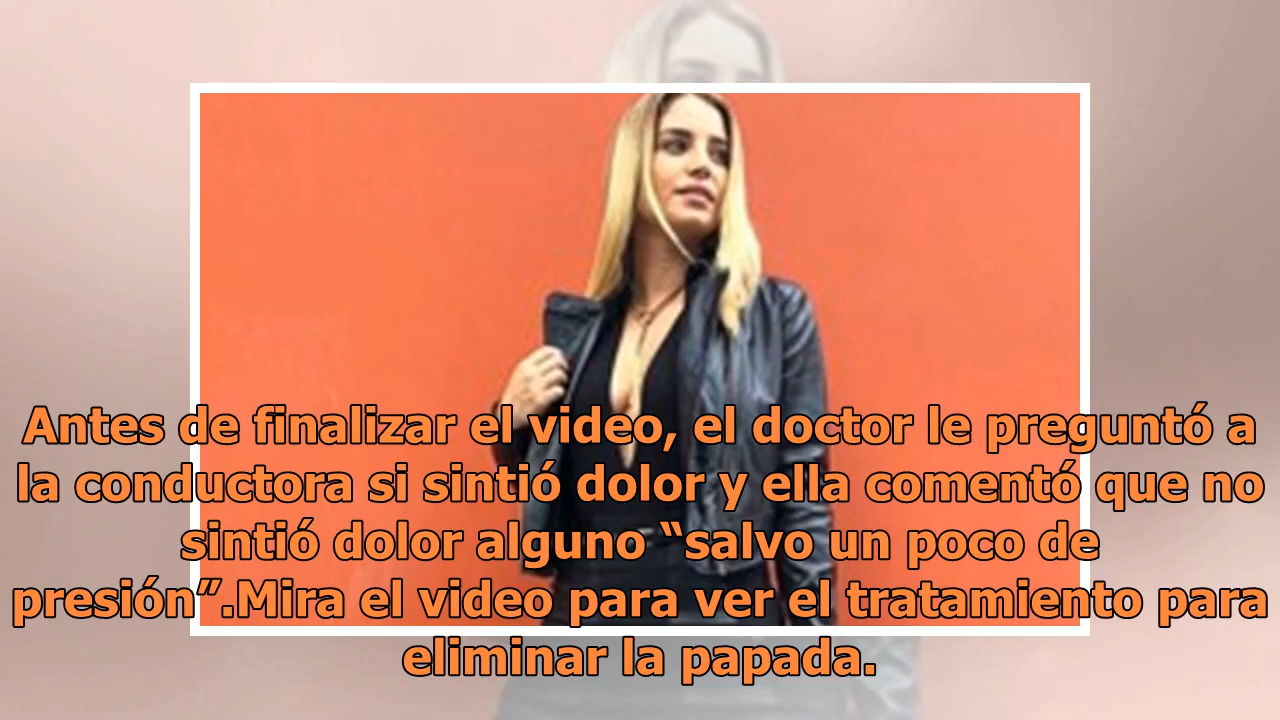 Antes de finalizar el video, el doctor le preguntó a
la conductora si sintió dolor y ella comentó que no
sintió dolor alguno “salvo un poco de
presión”.Mira el video para ver el tratamiento para
eliminar la papada.